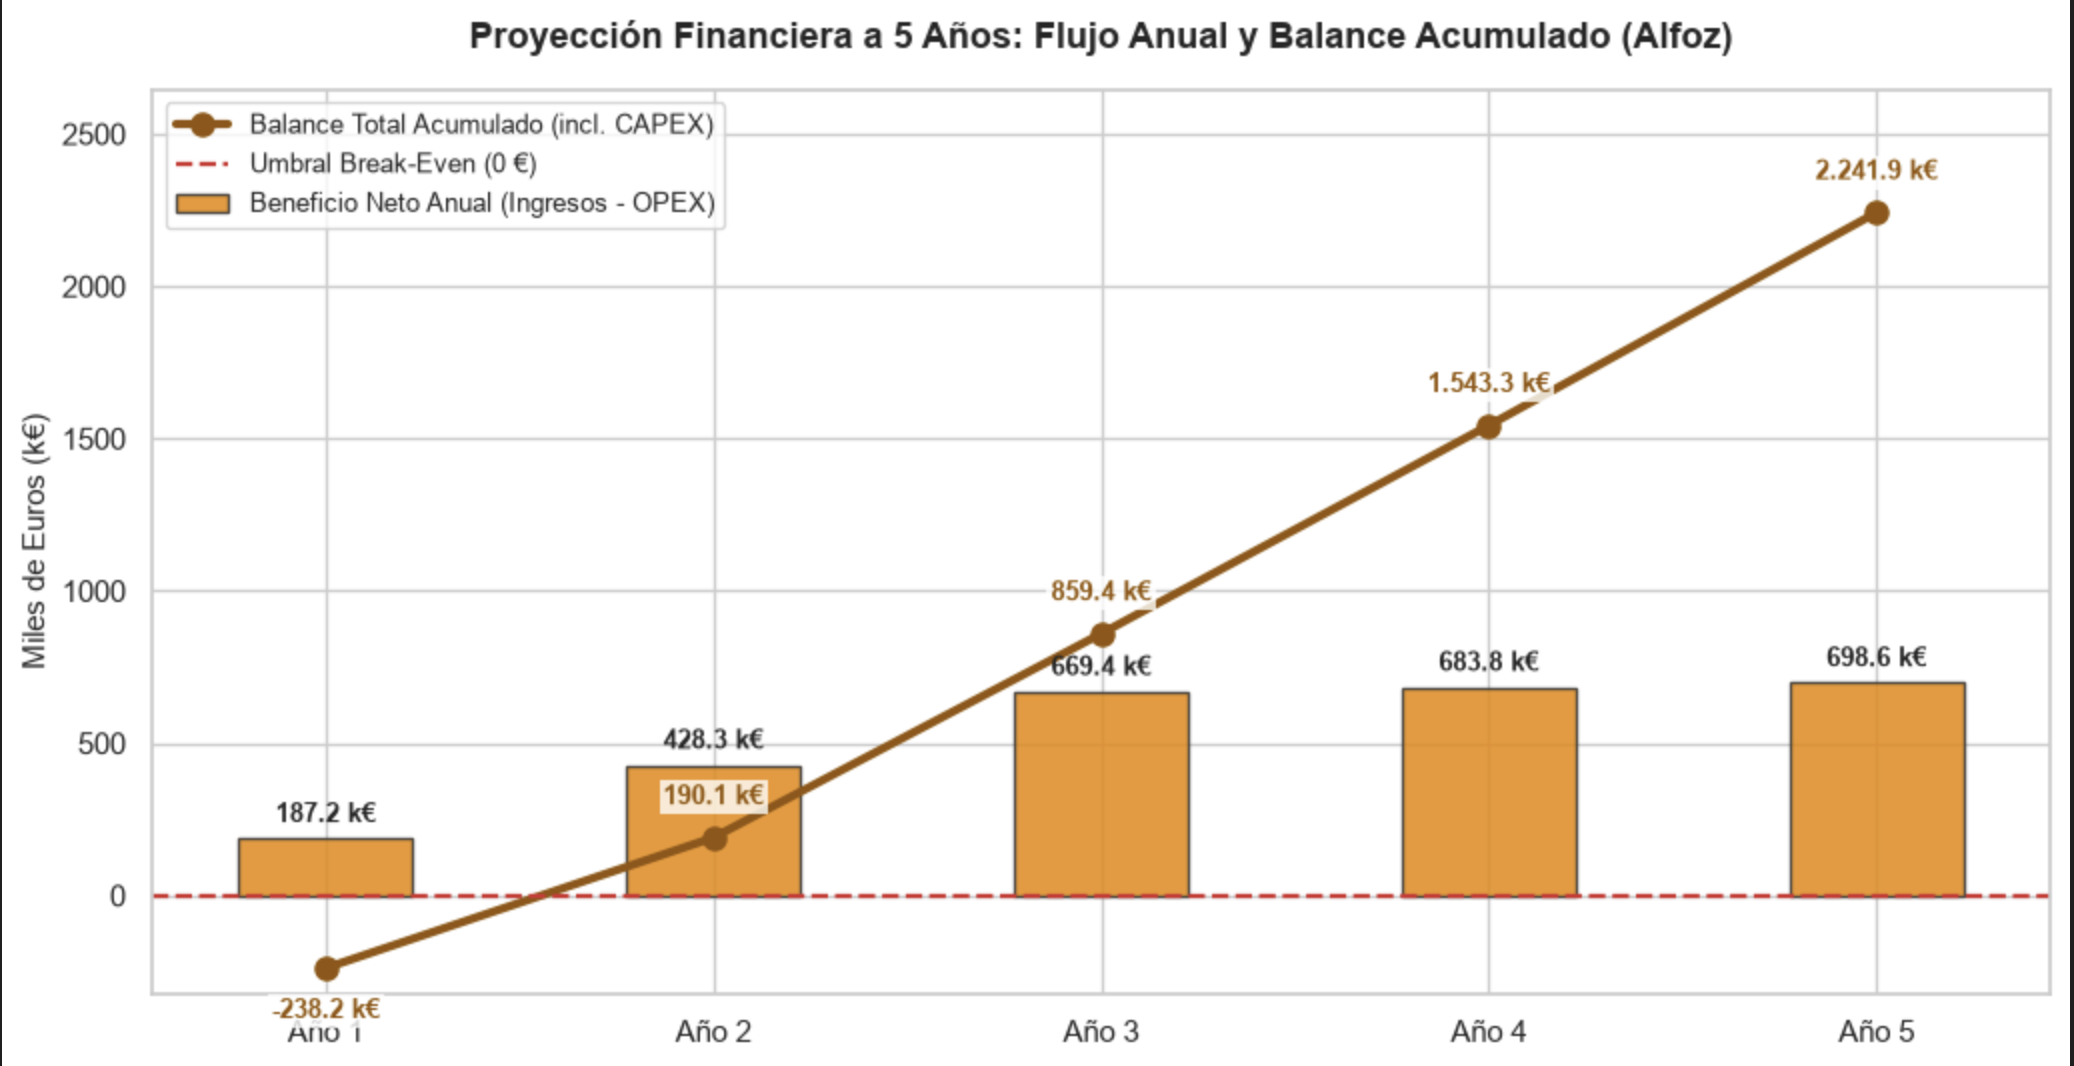 Proyección Financiera a 5 Años: Flujo Anual y Balance Acumulado (Alfoz)
Balance Total Acumulado (incl. CAPEX)
Umbral Break-Even (0 €)
Beneficio Neto Anual (Ingresos - OPEX)
Miles de Euros (k€)
2500
2000
1500
1000
500
0
2.241.9 k€
1.543.3 k€
859.4 k€
669.4 k€
683.8 k€
698.6 k€
428.3 k€
190.1 k€
187.2 k€
-238.2 k€
Año 1
Año 2
Año 3
Año 4
Año 5